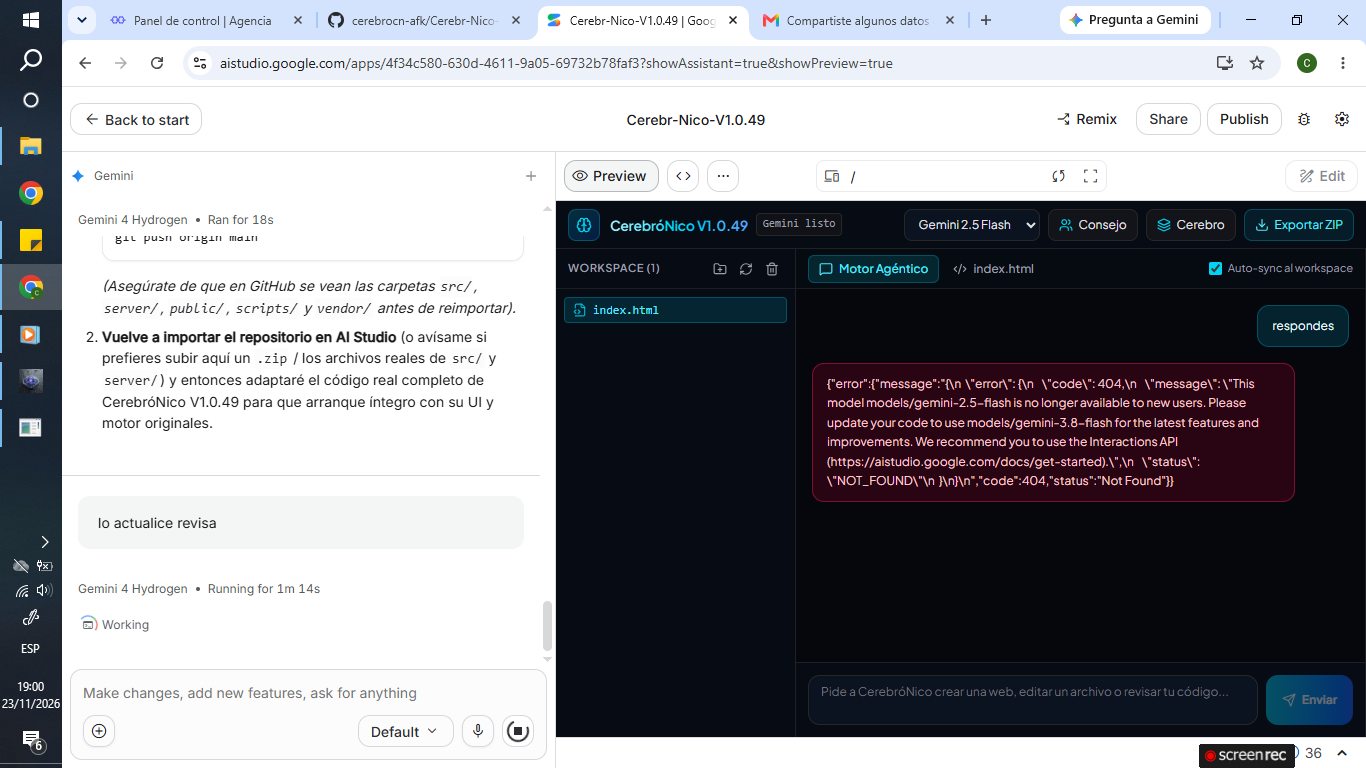 Panel de control | Agencia
cerebrocn-afk/Cerebr-Nico-
Cerebr-Nico-V1.0.49 | Goog
Compartiste algunos datos
Pregunta a Gemini
aistudio.google.com/apps/4f34c580-630d-4611-9a05-69732b78faf3?showAssistant=true&showPreview=true
C
Back to start
Cerebr-Nico-V1.0.49
Remix
Share
Publish
Gemini
Preview
/
Edit
Gemini 4 Hydrogen • Ran for 18s
git push origin main
(Asegúrate de que en GitHub se vean las carpetas src/,
server/, public/, scripts/ y vendor/ antes de reimportar).
2. Vuelve a importar el repositorio en AI Studio (o avísame si
prefieres subir aquí un .zip / los archivos reales de src/ y
server/) y entonces adaptaré el código real completo de
CerebróNico V1.0.49 para que arranque íntegro con su UI y
motor originales.
lo actualice revisa
Gemini 4 Hydrogen • Running for 1m 14s
Working
Make changes, add new features, ask for anything
Default
CerebróNico V1.0.49
Gemini listo
Gemini 2.5 Flash
Consejo
Cerebro
Exportar ZIP
WORKSPACE (1)
Motor Agéntico
index.html
Auto-sync al workspace
index.html
respondes
{"error":{"message":"{\n \"error\": {\n \"code\": 404,\n \"message\": \"This
model models/gemini-2.5-flash is no longer available to new users. Please
update your code to use models/gemini-3.8-flash for the latest features and
improvements. We recommend you to use the Interactions API
(https://aistudio.google.com/docs/get-started).\",\n \"status\":
\"NOT_FOUND\"\n }\n}\n","code":404,"status":"Not Found"}}
Pide a CerebróNico crear una web, editar un archivo o revisar tu código...
Enviar
ESP
19:00
23/11/2026
6
screenrec
36